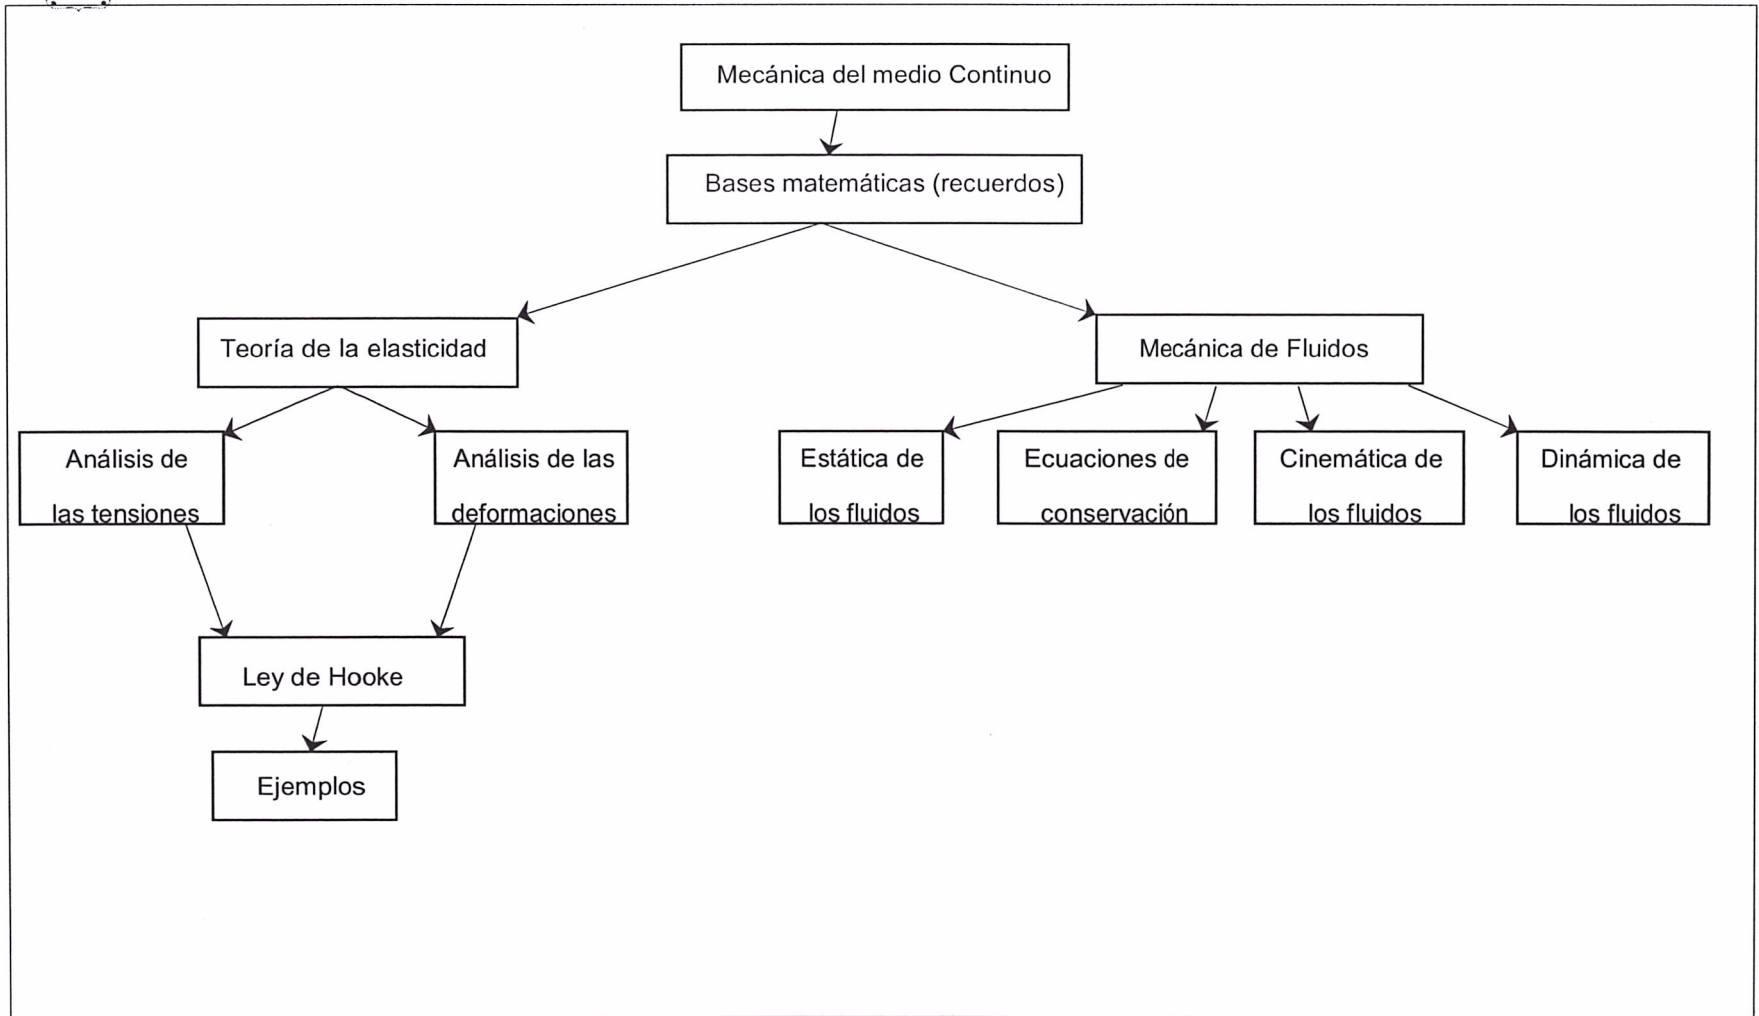 Mecánica del medio Continuo
Bases matemáticas (recuerdos)
Teoría de la elasticidad
Mecánica de Fluidos
Análisis de
las tensiones
Análisis de las
deformaciones
Estática de
los fluidos
Ecuaciones de
conservación
Cinemática de
los fluidos
Dinámica de
los fluidos
Ley de Hooke
Ejemplos